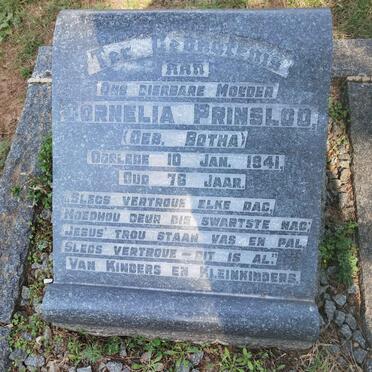 Ter Gedagtenis
aan
Ons Dierbare Moeder
Cornelia Prinsloo
(Geb. Botha)
Oorlede 10 Jan. 1941.
Oud 76 Jaar.
"Slegs vertroue elke dag,
Moedhou deur die swartste nag
Jesus' trou staan vas en pal,
Slegs vertroue - dit is al."
Van Kinders en Kleinkinders